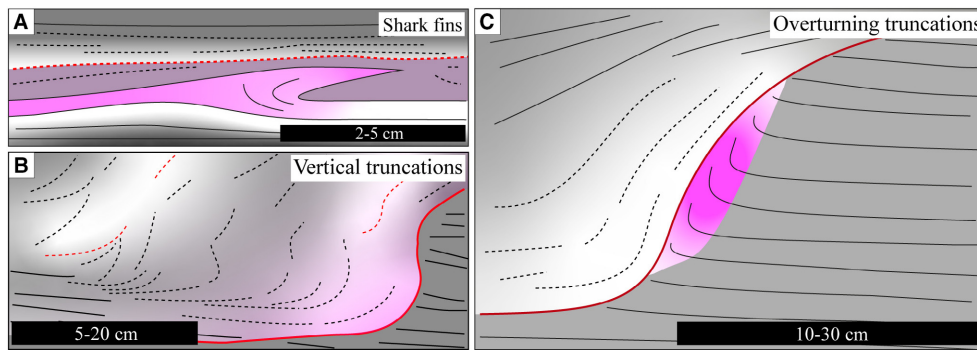 A
Shark fins
2-5 cm
B
Vertical truncations
5-20 cm
C
Overturning truncations
10-30 cm